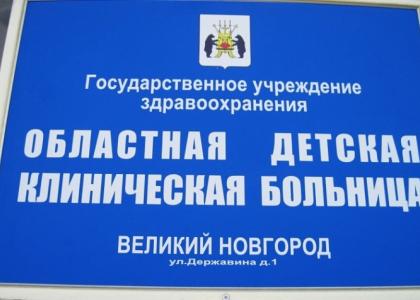 Государственное учреждение
здравоохранения
ОБЛАСТНАЯ ДЕТСКАЯ
КЛИНИЧЕСКАЯ БОЛЬНИЦА
ВЕЛИКИЙ НОВГОРОД
ул.Державина д.1